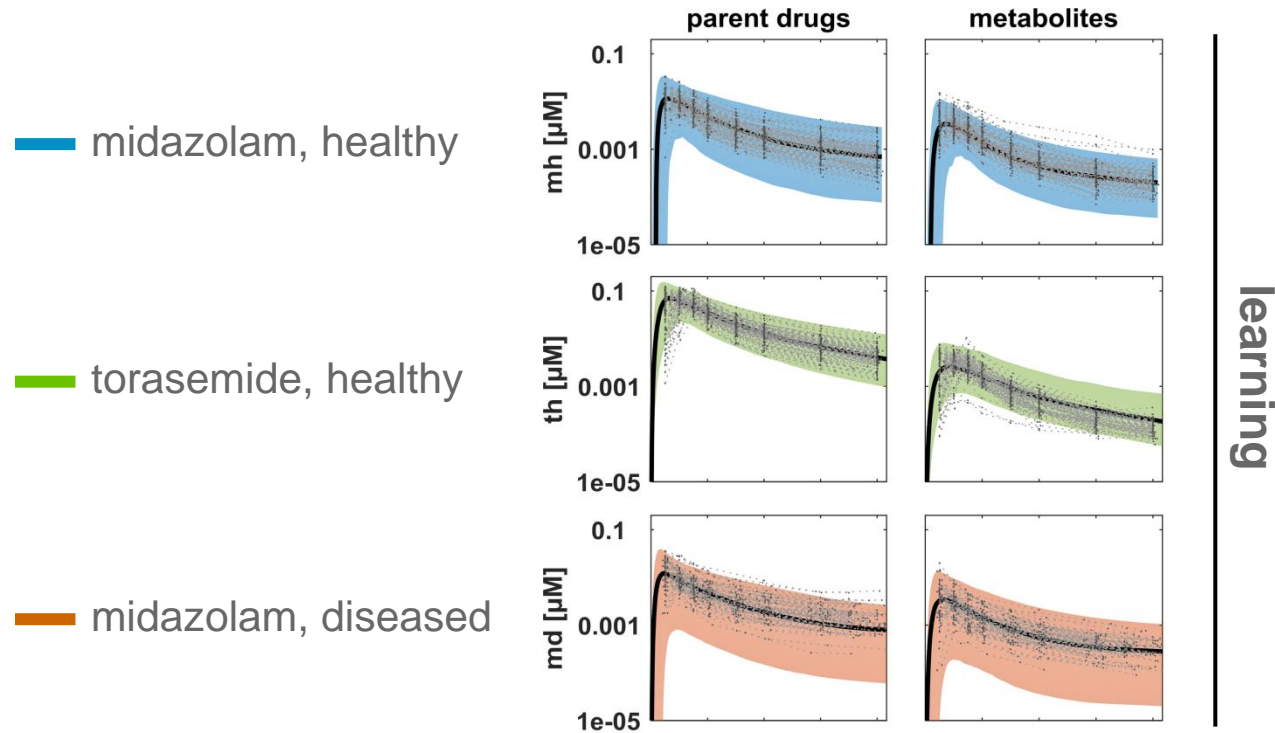 parent drugs
metabolites
midazolam, healthy
mh [µM]
0.1
0.001
1e-05
torasemide, healthy
th [µM]
0.1
0.001
1e-05
midazolam, diseased
md [µM]
0.1
0.001
1e-05
learning